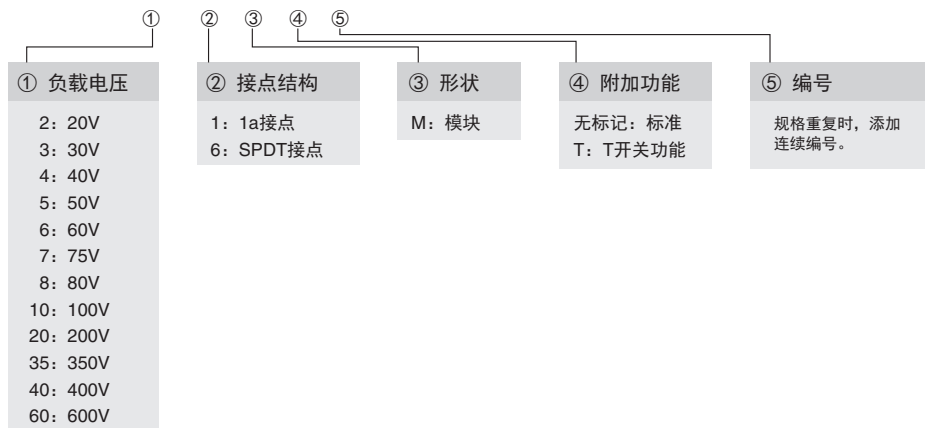 ① ② ③ ④ ⑤
① 负载电压
2：20V
3：30V
4：40V
5：50V
6：60V
7：75V
8：80V
10：100V
20：200V
35：350V
40：400V
60：600V
② 接点结构
1：1a接点
6：SPDT接点
③ 形状
M：模块
④ 附加功能
无标记：标准
T：T开关功能
⑤ 编号
规格重复时，添加
连续编号。